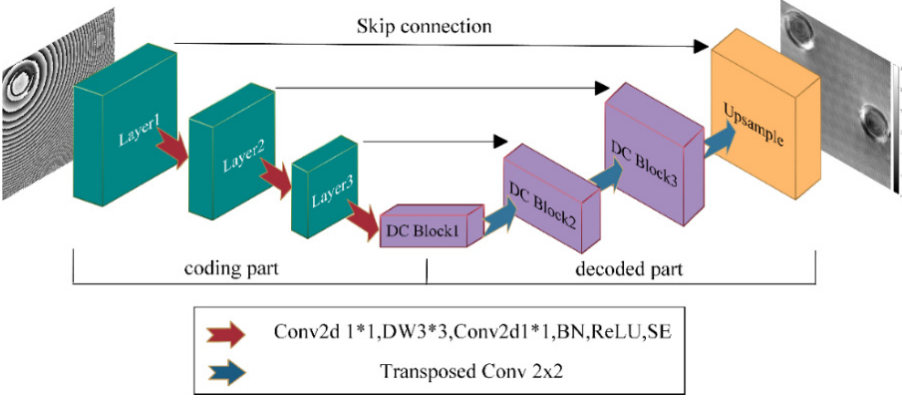 Skip connection
Layer1
Layer2
Layer3
DC Block1
DC Block2
DC Block3
Upsample
coding part
decoded part
Conv2d 1*1,DW3*3,Conv2d1*1,BN,ReLU,SE
Transposed Conv 2x2